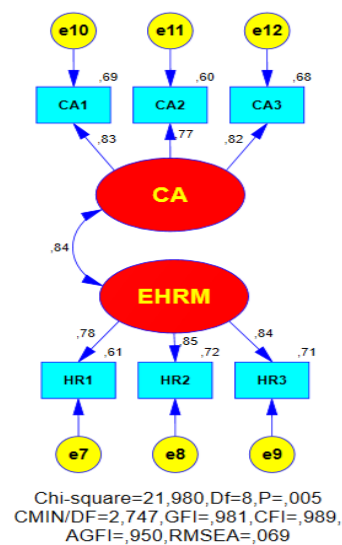 e10 e11 e12
,69 ,60 ,68
CA1 CA2 CA3
,83 ,77 ,82
CA
,84
EHRM
,78 ,85 ,84
,61 ,72 ,71
HR1 HR2 HR3
e7 e8 e9
Chi-square=21,980,Df=8,P=,005
CMIN/DF=2,747,GFI=,981,CFI=,989,
AGFI=,950,RMSEA=,069